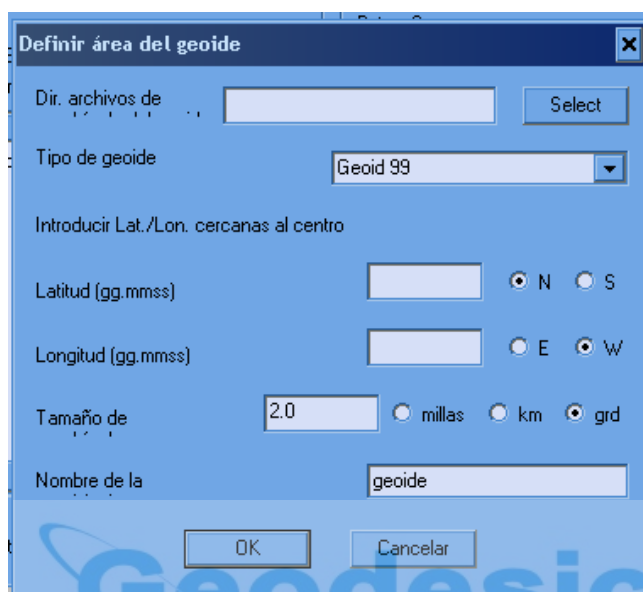 Definir área del geoide
Dir. archivos de
Select
Tipo de geoide
Geoid 99
Introducir Lat./Lon. cercanas al centro
Latitud (gg.mmss)
N S
Longitud (gg.mmss)
E W
Tamaño de
2.0 millas km grd
Nombre de la
geoide
OK Cancelar
Geodesic